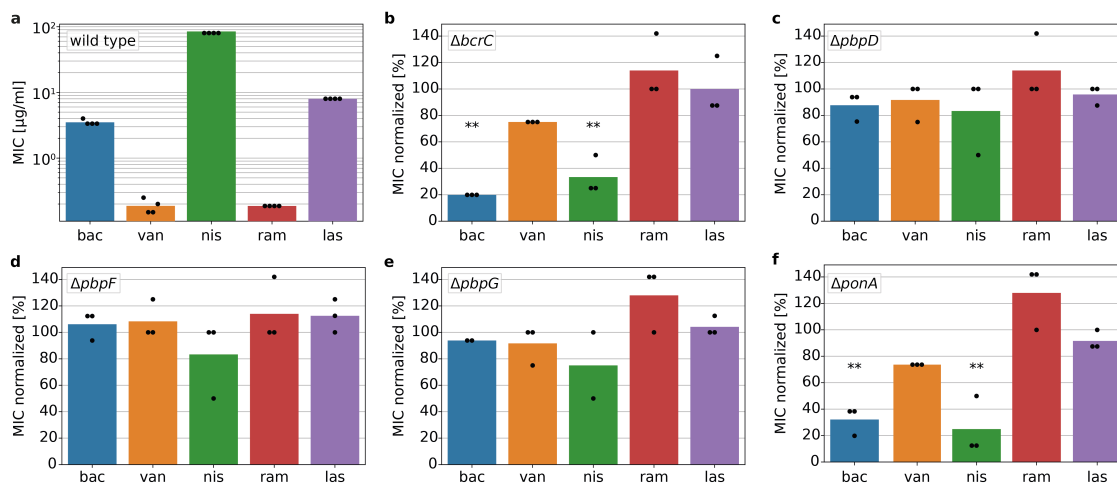 a
wild type
MIC [µg/ml]
10²
10¹
10⁰
bac van nis ram las
b
ΔbcrC
MIC normalized [%]
140
120
100
80
60
40
20
0
** **
bac van nis ram las
c
ΔpbpD
MIC normalized [%]
140
120
100
80
60
40
20
0
bac van nis ram las
d
ΔpbpF
MIC normalized [%]
140
120
100
80
60
40
20
0
bac van nis ram las
e
ΔpbpG
MIC normalized [%]
140
120
100
80
60
40
20
0
bac van nis ram las
f
ΔponA
MIC normalized [%]
140
120
100
80
60
40
20
0
** **
bac van nis ram las